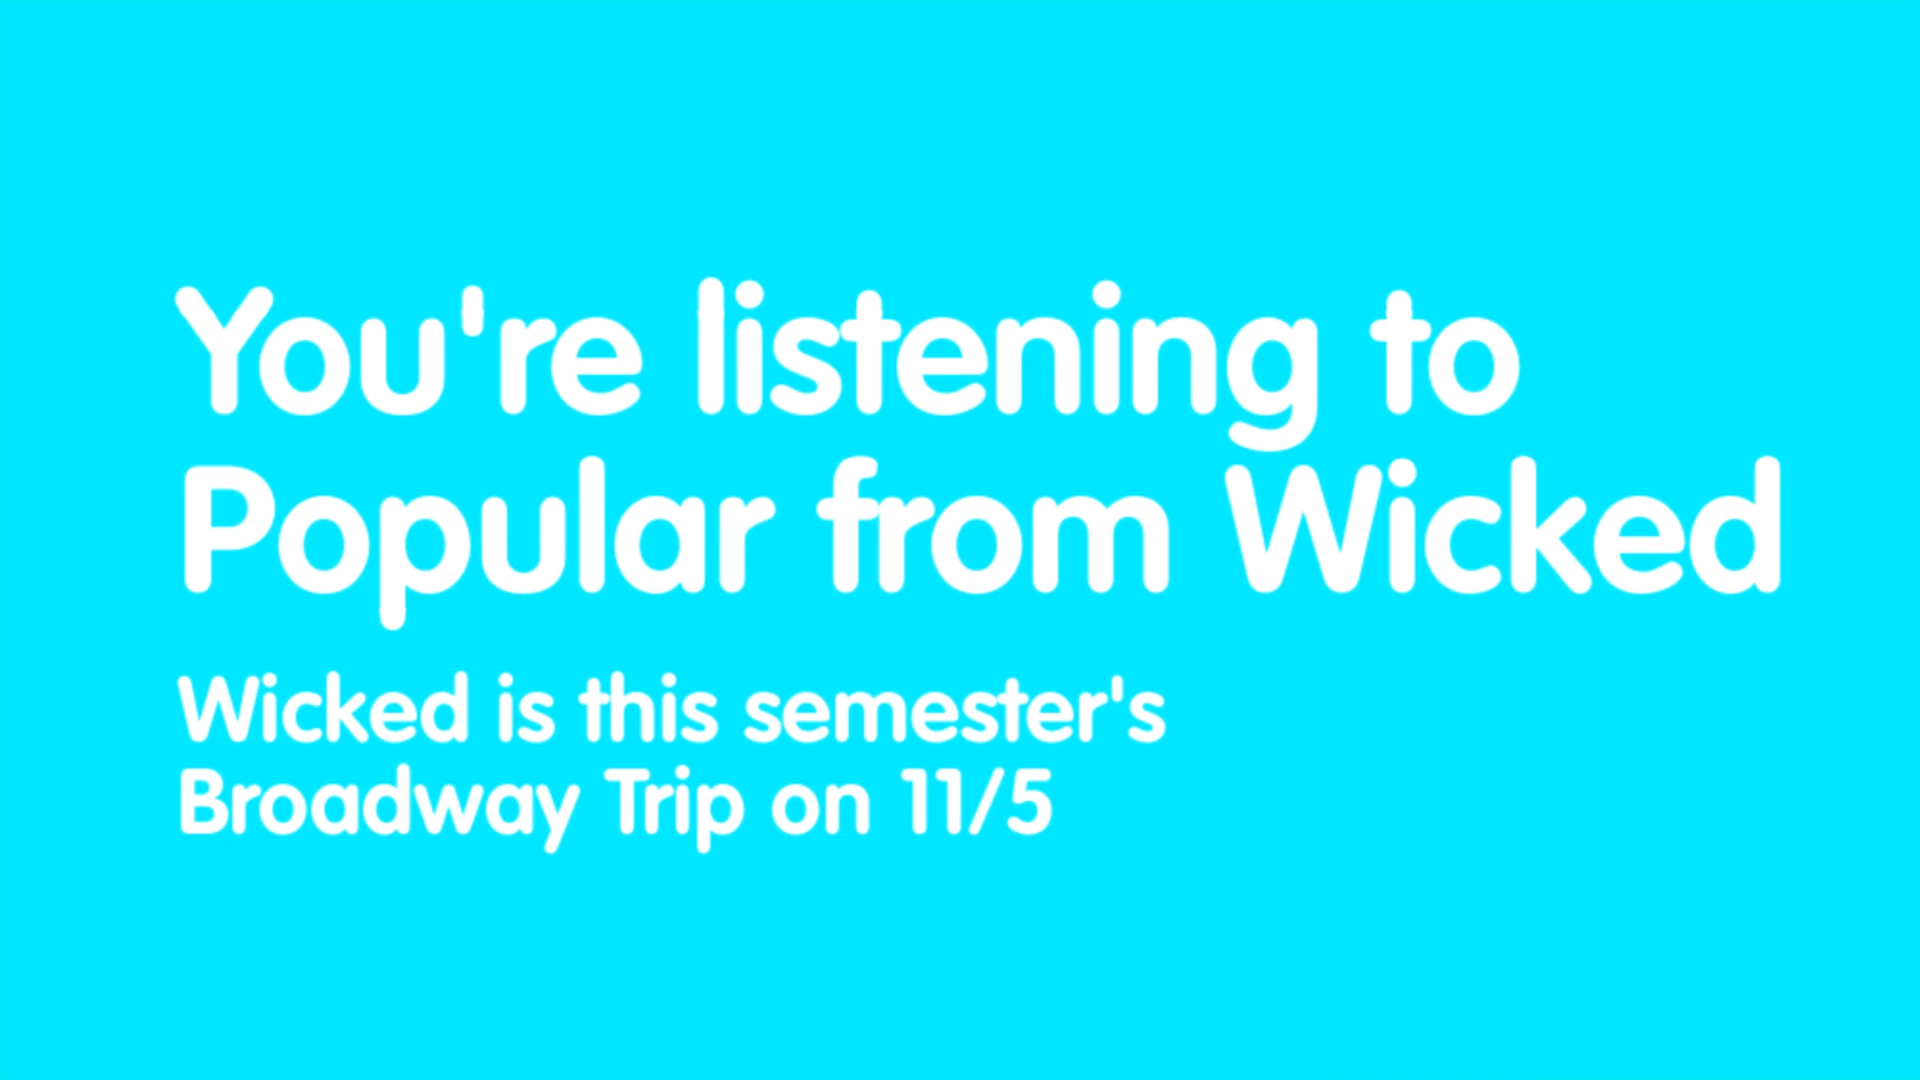 You're listening to
Popular from Wicked
Wicked is this semester's
Broadway Trip on 11/5